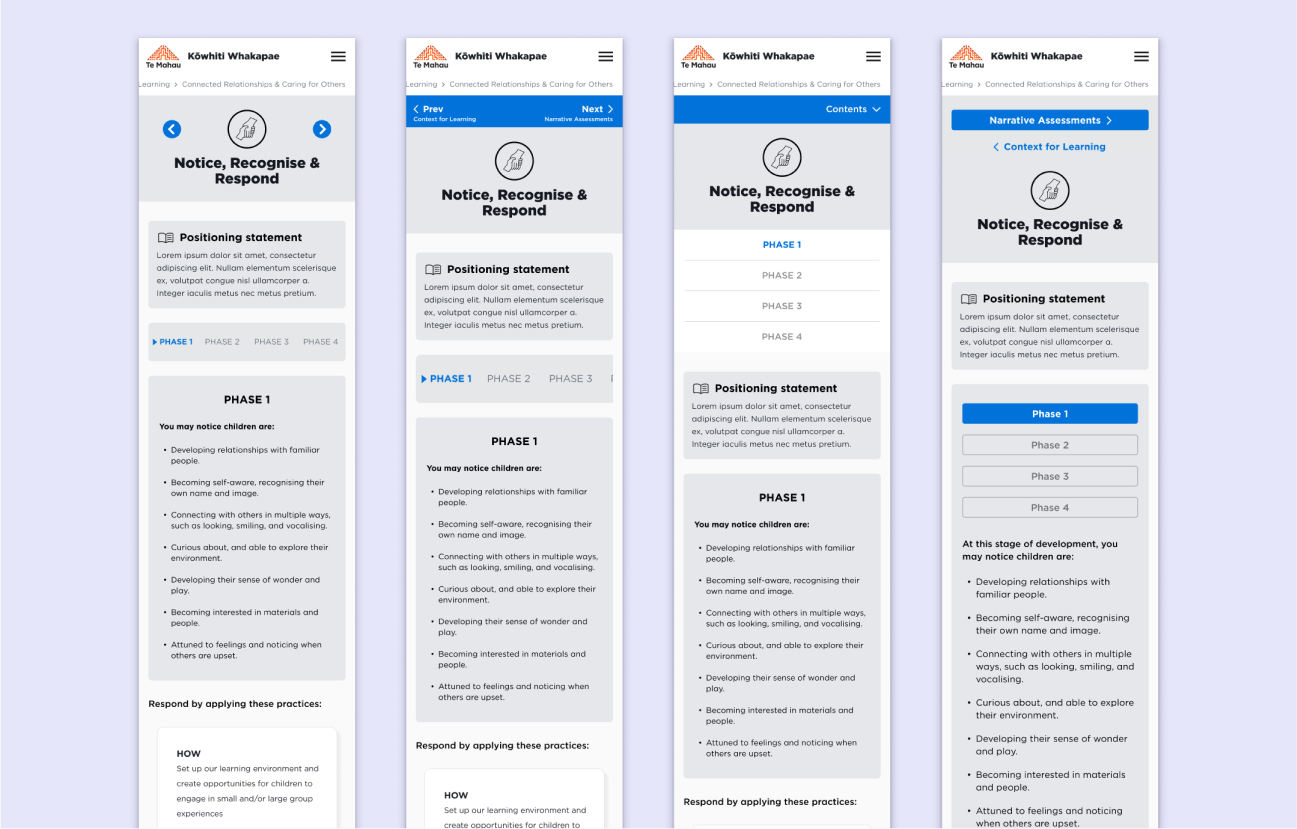 Te Mahau
Kōwhiti Whakapae
Learning > Connected Relationships & Caring for Others
Notice, Recognise &
Respond
Positioning statement
Lorem ipsum dolor sit amet, consectetur
adipiscing elit. Nullam elementum scelerisque
ex, volutpat congue nisl ullamcorper a.
Integer iaculis metus nec metus pretium.
PHASE 1 PHASE 2 PHASE 3 PHASE 4
PHASE 1
You may notice children are:
• Developing relationships with familiar
people.
• Becoming self-aware, recognising their
own name and image.
• Connecting with others in multiple ways,
such as looking, smiling, and vocalising.
• Curious about, and able to explore their
environment.
• Developing their sense of wonder and
play.
• Becoming interested in materials and
people.
• Attuned to feelings and noticing when
others are upset.
Respond by applying these practices:
HOW
Set up our learning environment and
create opportunities for children to
engage in small and/or large group
experiences
Te Mahau
Kōwhiti Whakapae
Learning > Connected Relationships & Caring for Others
< Prev Next >
Context for Learning Narrative Assessments
Notice, Recognise &
Respond
Positioning statement
Lorem ipsum dolor sit amet, consectetur
adipiscing elit. Nullam elementum scelerisque
ex, volutpat congue nisl ullamcorper a.
Integer iaculis metus nec metus pretium.
PHASE 1 PHASE 2 PHASE 3
PHASE 1
You may notice children are:
• Developing relationships with familiar
people.
• Becoming self-aware, recognising their
own name and image.
• Connecting with others in multiple ways,
such as looking, smiling, and vocalising.
• Curious about, and able to explore their
environment.
• Developing their sense of wonder and
play.
• Becoming interested in materials and
people.
• Attuned to feelings and noticing when
others are upset.
Respond by applying these practices:
HOW
Set up our learning environment and
create opportunities for children to
Te Mahau
Kōwhiti Whakapae
Learning > Connected Relationships & Caring for Others
Contents
Notice, Recognise &
Respond
PHASE 1
PHASE 2
PHASE 3
PHASE 4
Positioning statement
Lorem ipsum dolor sit amet, consectetur
adipiscing elit. Nullam elementum scelerisque
ex, volutpat congue nisl ullamcorper a.
Integer iaculis metus nec metus pretium.
PHASE 1
You may notice children are:
• Developing relationships with familiar
people.
• Becoming self-aware, recognising their
own name and image.
• Connecting with others in multiple ways,
such as looking, smiling, and vocalising.
• Curious about, and able to explore their
environment.
• Developing their sense of wonder and
play.
• Becoming interested in materials and
people.
• Attuned to feelings and noticing when
others are upset.
Respond by applying these practices:
Te Mahau
Kōwhiti Whakapae
Learning > Connected Relationships & Caring for Others
Narrative Assessments >
< Context for Learning
Notice, Recognise &
Respond
Positioning statement
Lorem ipsum dolor sit amet, consectetur
adipiscing elit. Nullam elementum scelerisque
ex, volutpat congue nisl ullamcorper a.
Integer iaculis metus nec metus pretium.
Phase 1
Phase 2
Phase 3
Phase 4
At this stage of development, you
may notice children are:
• Developing relationships with
familiar people.
• Becoming self-aware, recognising
their own name and image.
• Connecting with others in multiple
ways, such as looking, smiling, and
vocalising.
• Curious about, and able to explore
their environment.
• Developing their sense of wonder
and play.
• Becoming interested in materials
and people.
• Attuned to feelings and noticing
when others are upset.